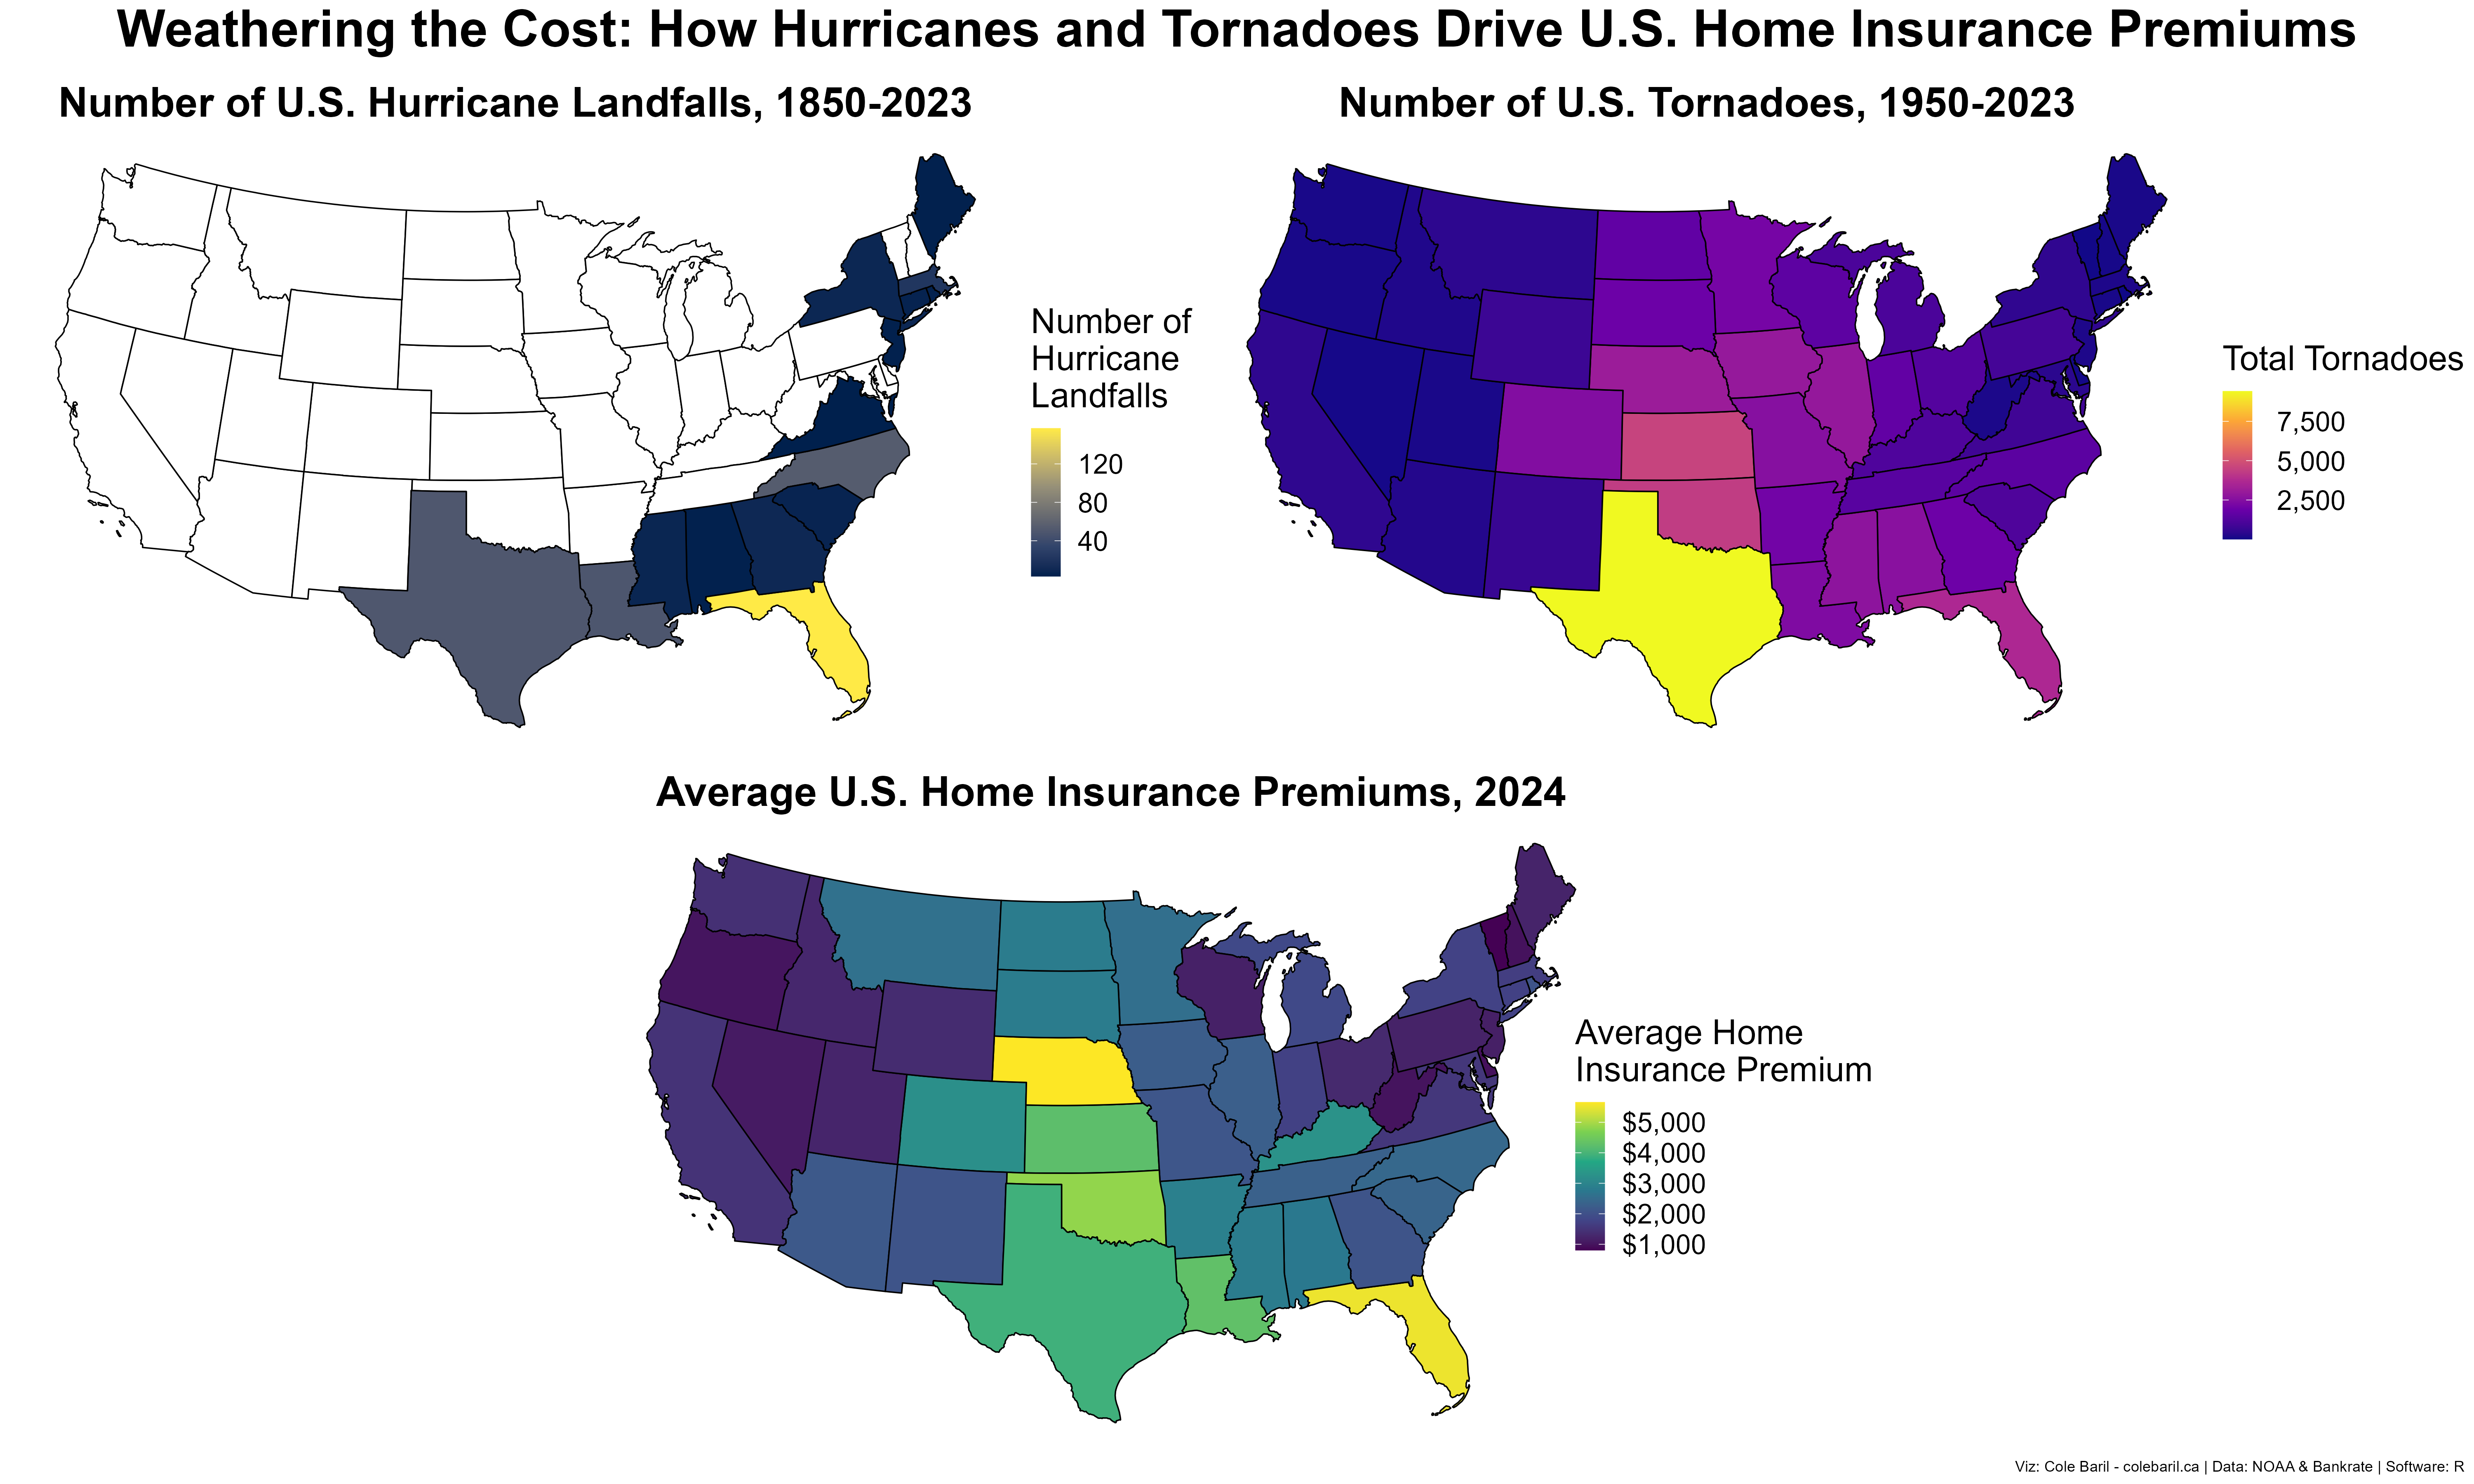 Weathering the Cost: How Hurricanes and Tornadoes Drive U.S. Home Insurance Premiums
Number of U.S. Hurricane Landfalls, 1850-2023
Number of
Hurricane
Landfalls
120
80
40
Number of U.S. Tornadoes, 1950-2023
Total Tornadoes
7,500
5,000
2,500
Average U.S. Home Insurance Premiums, 2024
Average Home
Insurance Premium
$5,000
$4,000
$3,000
$2,000
$1,000
Viz: Cole Baril - colebaril.ca | Data: NOAA & Bankrate | Software: R